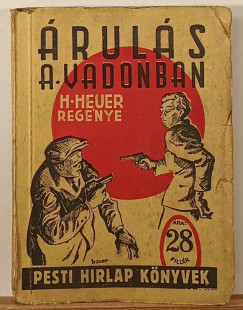 ÁRULÁS
A VADONBAN
H·HEUER
REGÉNYE
ÁRA:
28
FILLÉR
PESTI HIRLAP KÖNYVEK